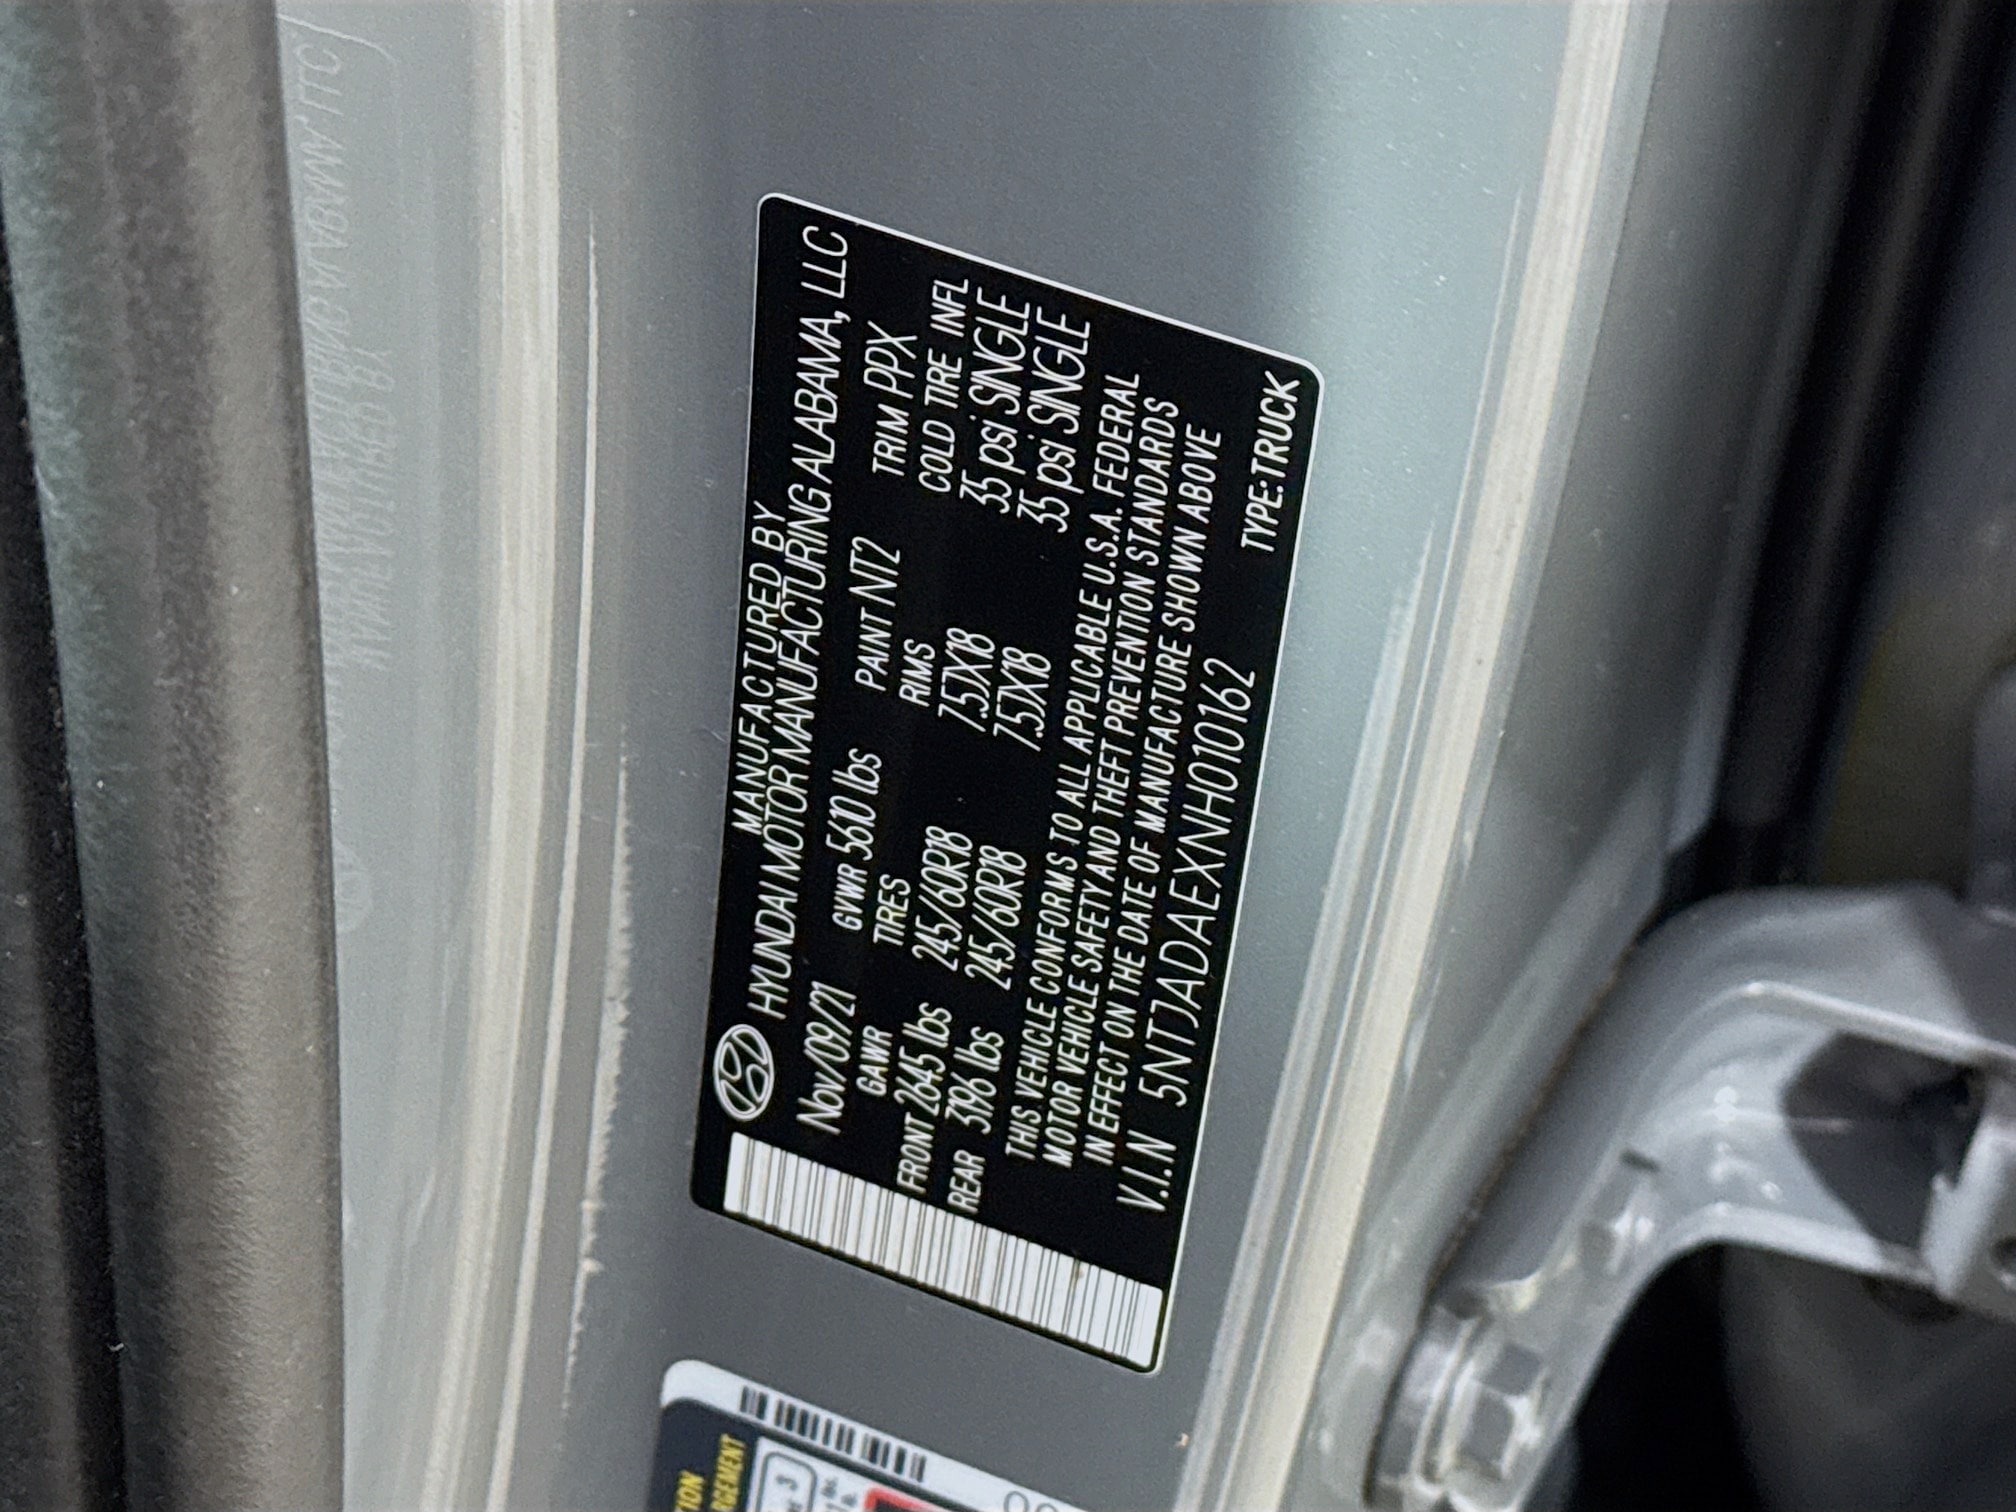 MANUFACTURED BY
HYUNDAI MOTOR MANUFACTURING ALABAMA, LLC
Nov/09/21 GVWR 5610 lbs PAINT NT2 TRIM PPX
GAWR TIRES RIMS COLD TIRE INFL
FRONT 2645 lbs 245/60R18 7.5JX18 35 psi SINGLE
REAR 3196 lbs 245/60R18 7.5JX18 35 psi SINGLE
THIS VEHICLE CONFORMS TO ALL APPLICABLE U.S.A. FEDERAL
MOTOR VEHICLE SAFETY AND THEFT PREVENTION STANDARDS
IN EFFECT ON THE DATE OF MANUFACTURE SHOWN ABOVE
V.I.N 5NTJADAEXNH010162 TYPE:TRUCK